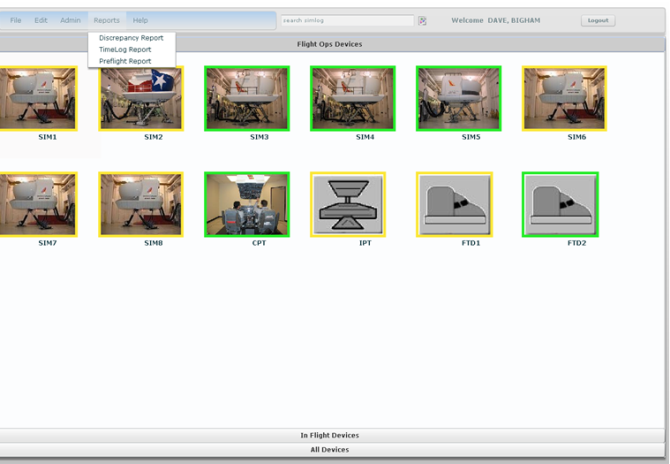 File Edit Admin Reports Help search simlog Welcome DAVE, BIGHAM Logout
Discrepancy Report
TimeLog Report
Preflight Report
Flight Ops Devices
SIM1 SIM2 SIM3 SIM4 SIM5 SIM6
SIM7 SIM8 CPT IPT FTD1 FTD2
In Flight Devices
All Devices